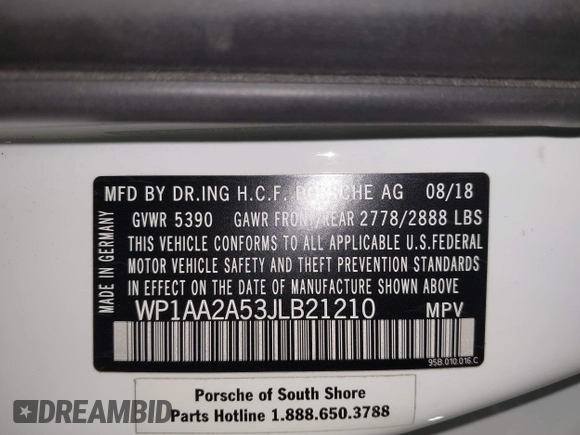 MFD BY DR.ING H.C.F. PORSCHE AG 08/18
GVWR 5390 GAWR FRONT/REAR 2778/2888 LBS
MADE IN GERMANY
THIS VEHICLE CONFORMS TO ALL APPLICABLE U.S.FEDERAL
MOTOR VEHICLE SAFETY AND THEFT PREVENTION STANDARDS
IN EFFECT ON THE DATE OF MANUFACTURE SHOWN ABOVE
WP1AA2A53JLB21210 MPV
95B.010.016.C
Porsche of South Shore
Parts Hotline 1.888.650.3788
DREAMBID